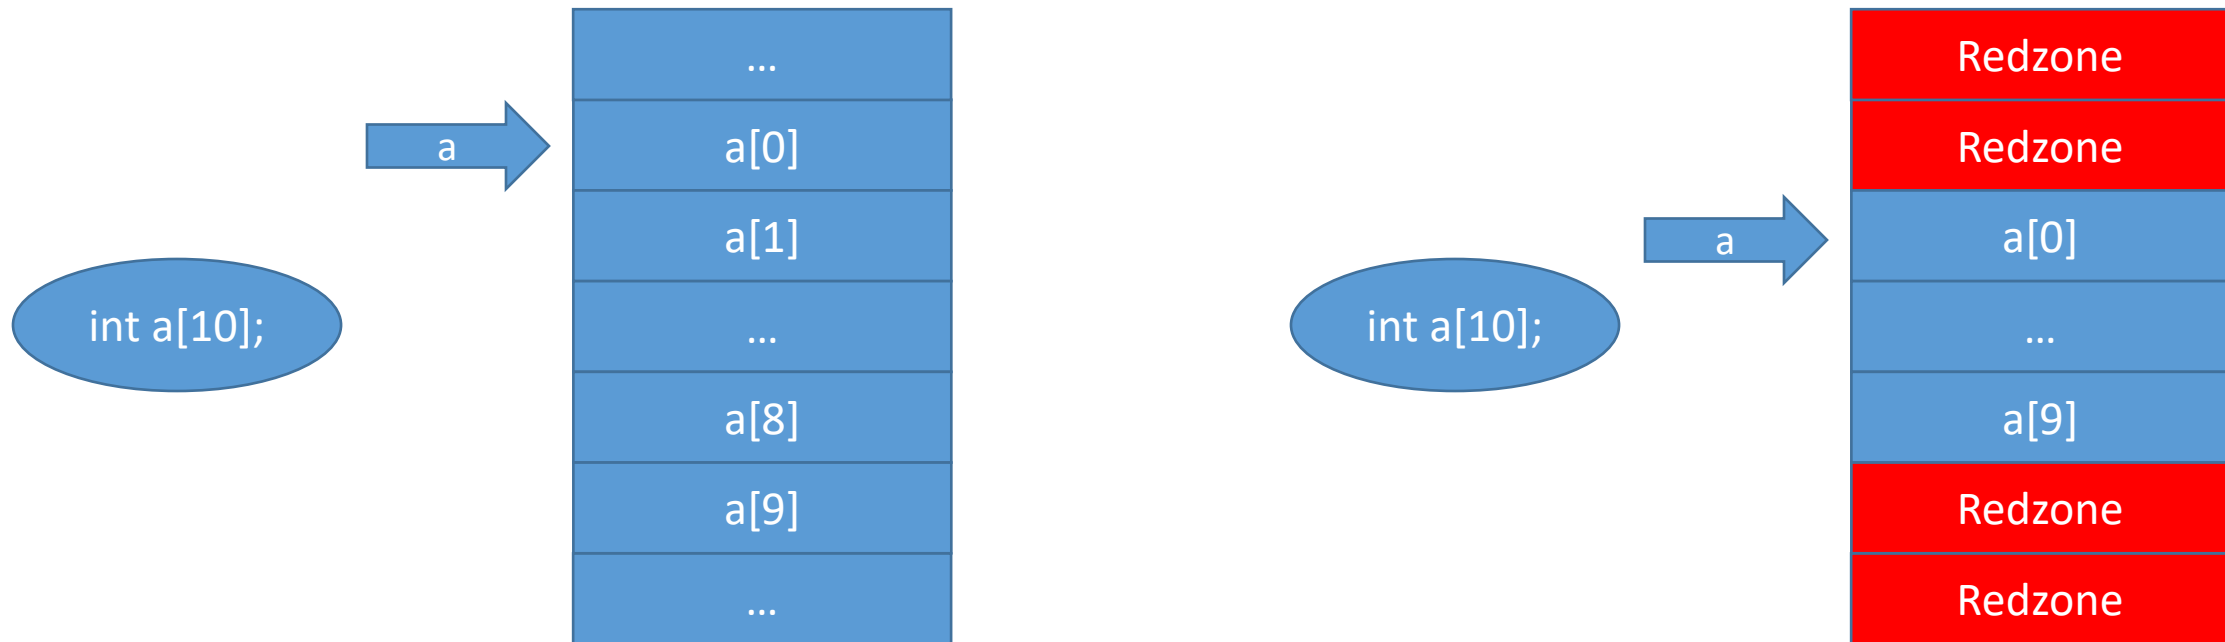 int a[10];
a
…
a[0]
a[1]
…
a[8]
a[9]
…
int a[10];
a
Redzone
Redzone
a[0]
…
a[9]
Redzone
Redzone